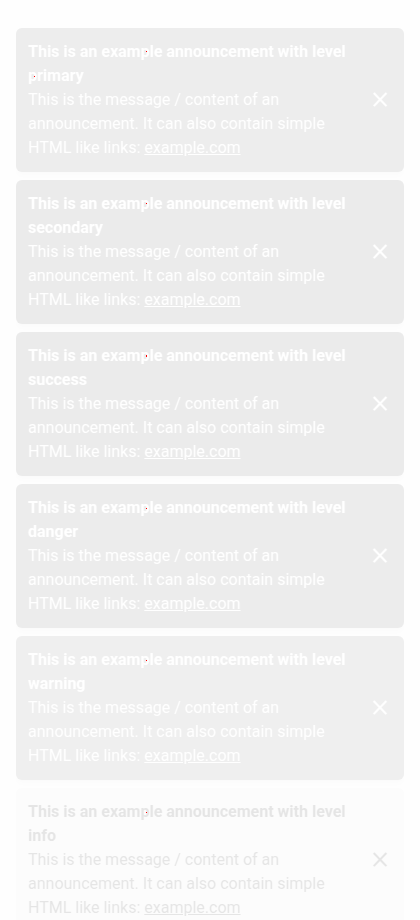 This is an example announcement with level
primary
This is the message / content of an
announcement. It can also contain simple
HTML like links: example.com
This is an example announcement with level
secondary
This is the message / content of an
announcement. It can also contain simple
HTML like links: example.com
This is an example announcement with level
success
This is the message / content of an
announcement. It can also contain simple
HTML like links: example.com
This is an example announcement with level
danger
This is the message / content of an
announcement. It can also contain simple
HTML like links: example.com
This is an example announcement with level
warning
This is the message / content of an
announcement. It can also contain simple
HTML like links: example.com
This is an example announcement with level
info
This is the message / content of an
announcement. It can also contain simple
HTML like links: example.com